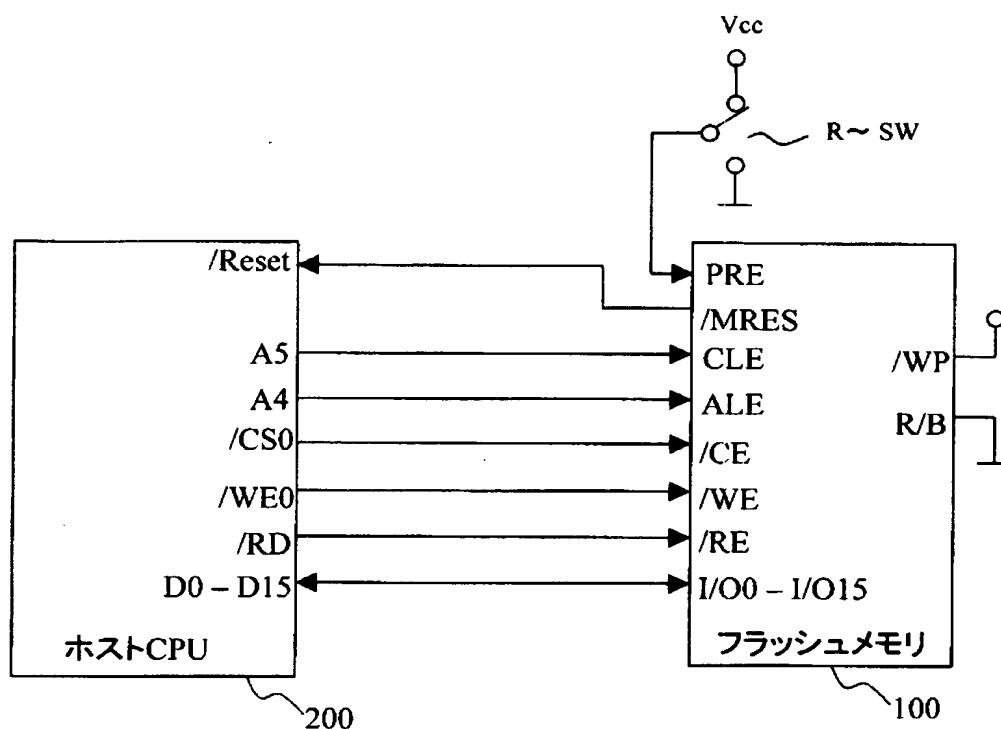 Vcc
R～SW
/Reset
A5
A4
/CS0
/WE0
/RD
D0 – D15
ホストCPU
200
PRE
/MRES
CLE
ALE
/CE
/WE
/RE
I/O0 – I/O15
/WP
R/B
フラッシュメモリ
100